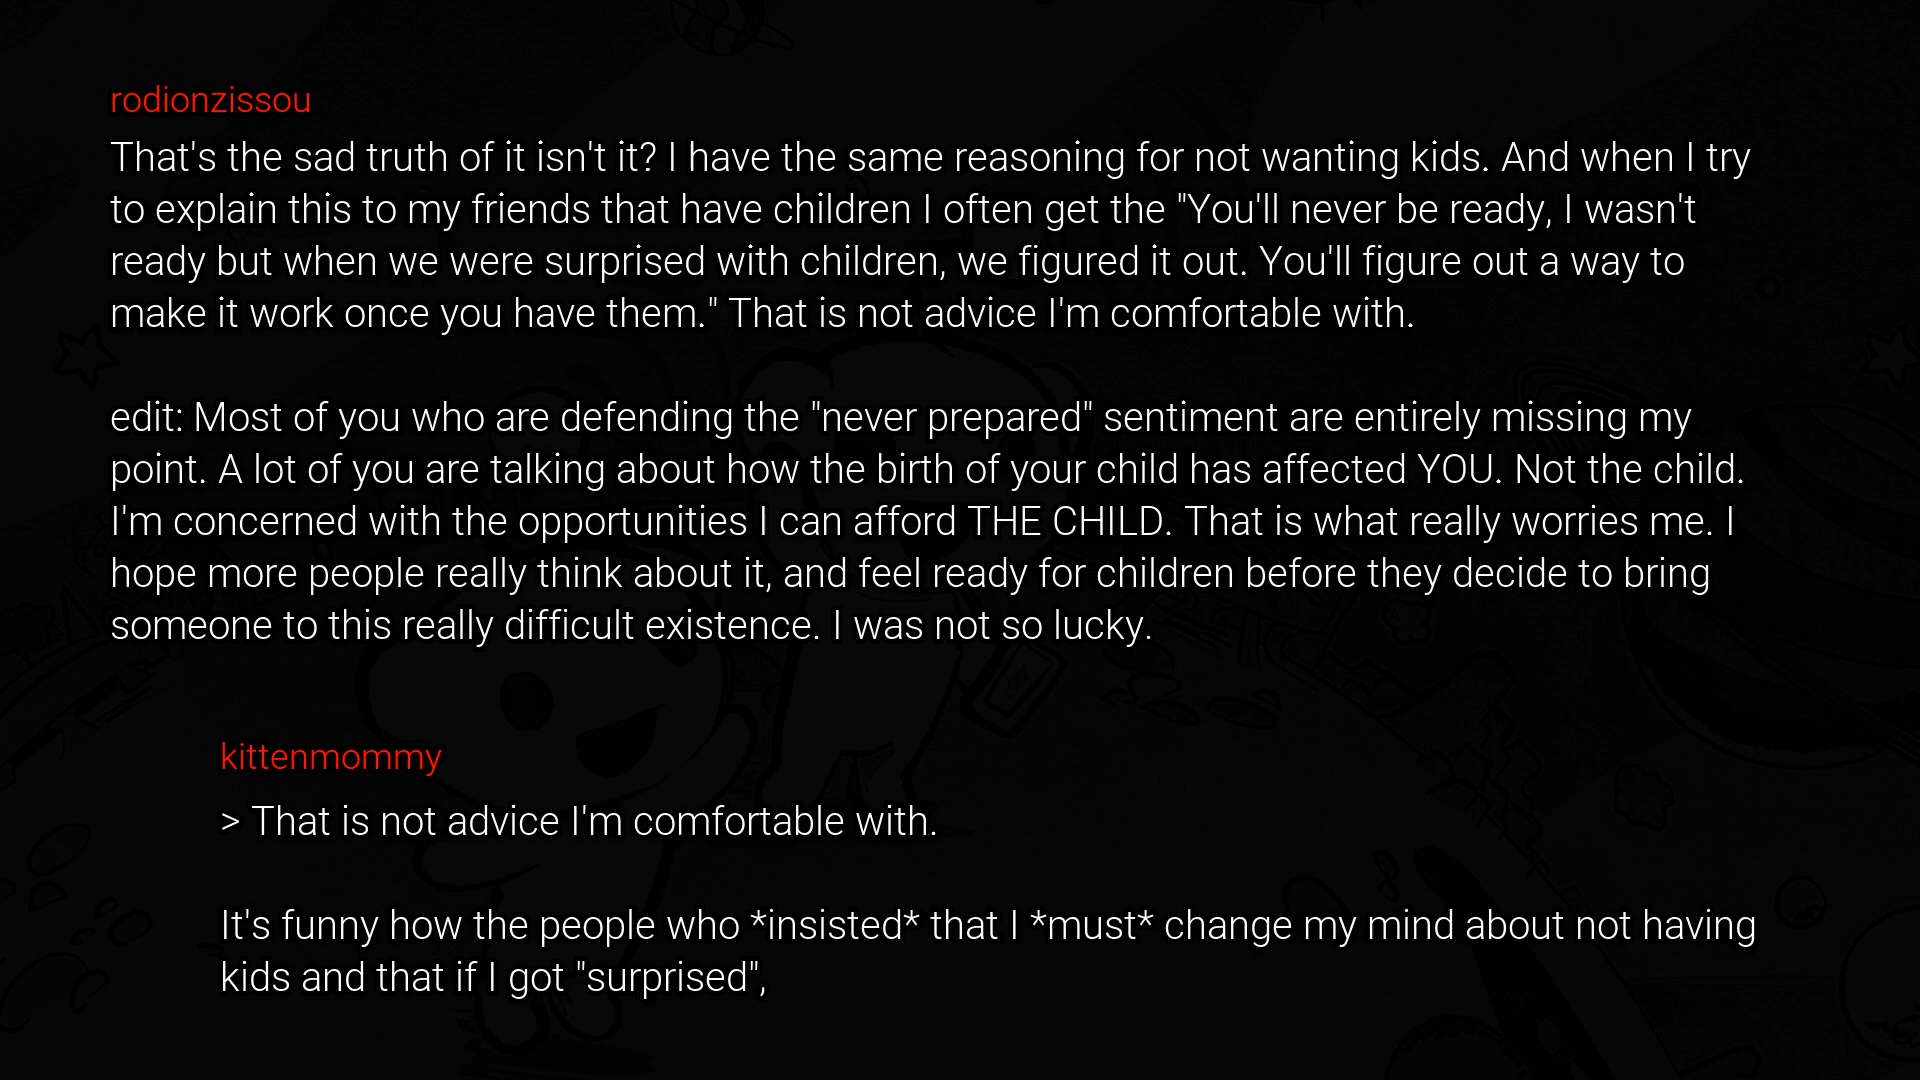 rodionzissou
That's the sad truth of it isn't it? I have the same reasoning for not wanting kids. And when I try
to explain this to my friends that have children I often get the "You'll never be ready, I wasn't
ready but when we were surprised with children, we figured it out. You'll figure out a way to
make it work once you have them." That is not advice I'm comfortable with.
edit: Most of you who are defending the "never prepared" sentiment are entirely missing my
point. A lot of you are talking about how the birth of your child has affected YOU. Not the child.
I'm concerned with the opportunities I can afford THE CHILD. That is what really worries me. I
hope more people really think about it, and feel ready for children before they decide to bring
someone to this really difficult existence. I was not so lucky.
kittenmommy
> That is not advice I'm comfortable with.
It's funny how the people who *insisted* that I *must* change my mind about not having
kids and that if I got "surprised",